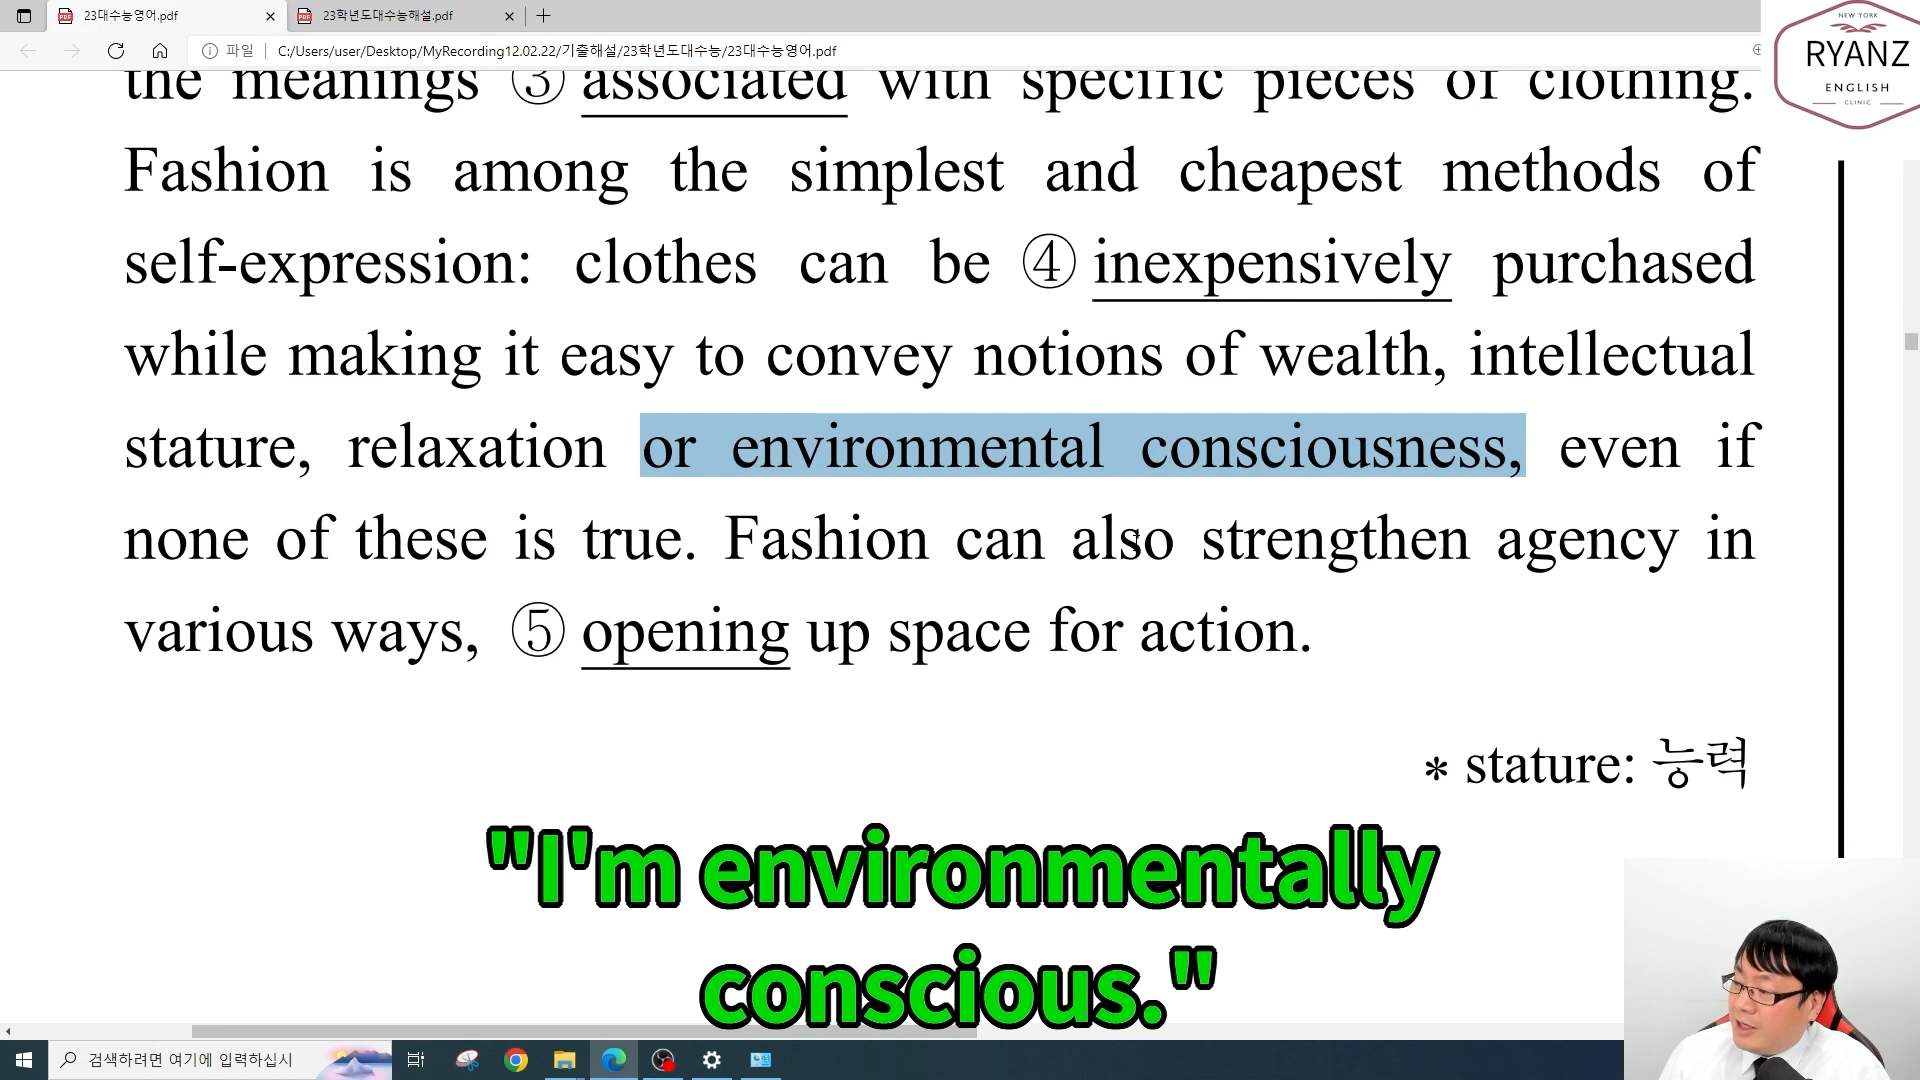 23대수능영어.pdf
23학년도대수능해설.pdf
파일
C:/Users/user/Desktop/MyRecording12.02.22/기출해설/23학년도대수능/23대수능영어.pdf
NEW YORK
RYANZ
ENGLISH
CLINIC
the meanings ③ associated with specific pieces of clothing.
Fashion is among the simplest and cheapest methods of
self-expression: clothes can be ④ inexpensively purchased
while making it easy to convey notions of wealth, intellectual
stature, relaxation or environmental consciousness, even if
none of these is true. Fashion can also strengthen agency in
various ways, ⑤ opening up space for action.
* stature: 능력
"I'm environmentally
conscious."
검색하려면 여기에 입력하십시